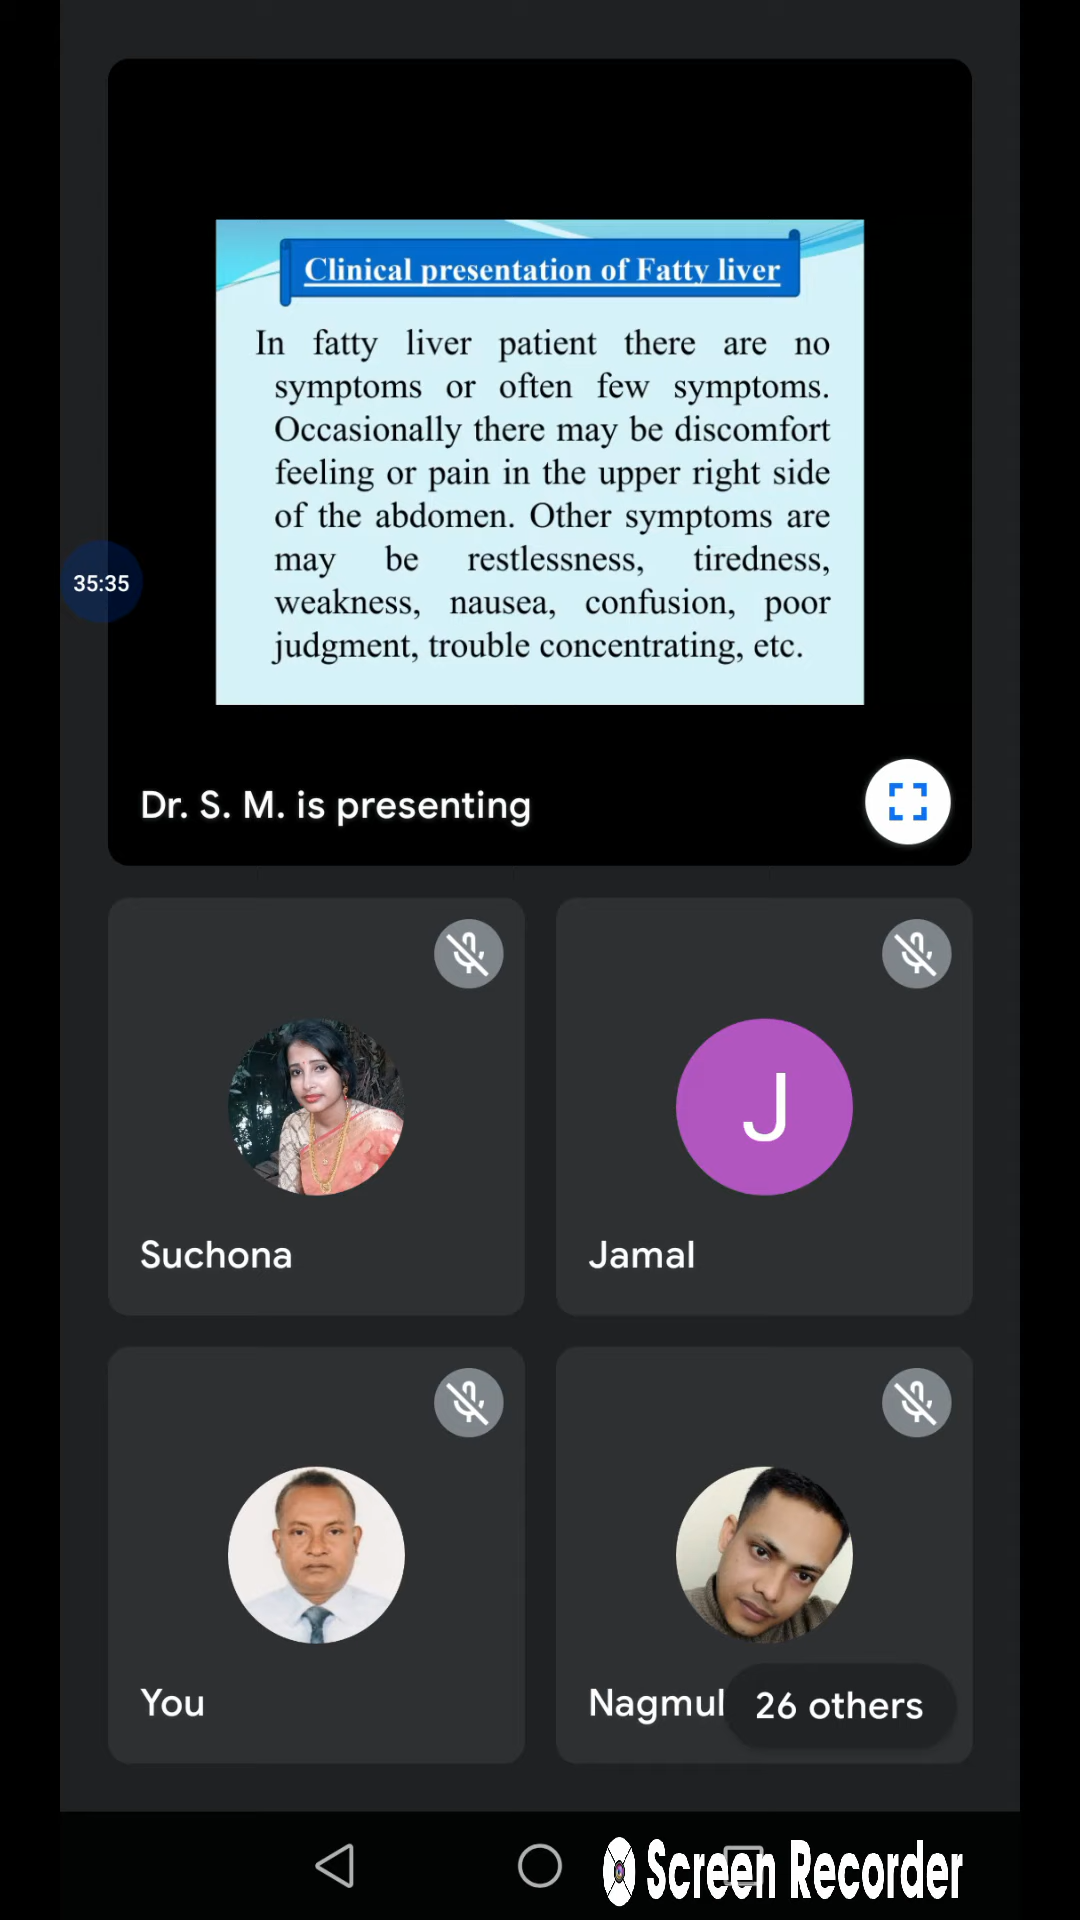 Clinical presentation of Fatty liver
In fatty liver patient there are no
symptoms or often few symptoms.
Occasionally there may be discomfort
feeling or pain in the upper right side
of the abdomen. Other symptoms are
may be restlessness, tiredness,
weakness, nausea, confusion, poor
judgment, trouble concentrating, etc.
35:35
Dr. S. M. is presenting
Suchona
J
Jamal
You
Nagmul
26 others
Screen Recorder